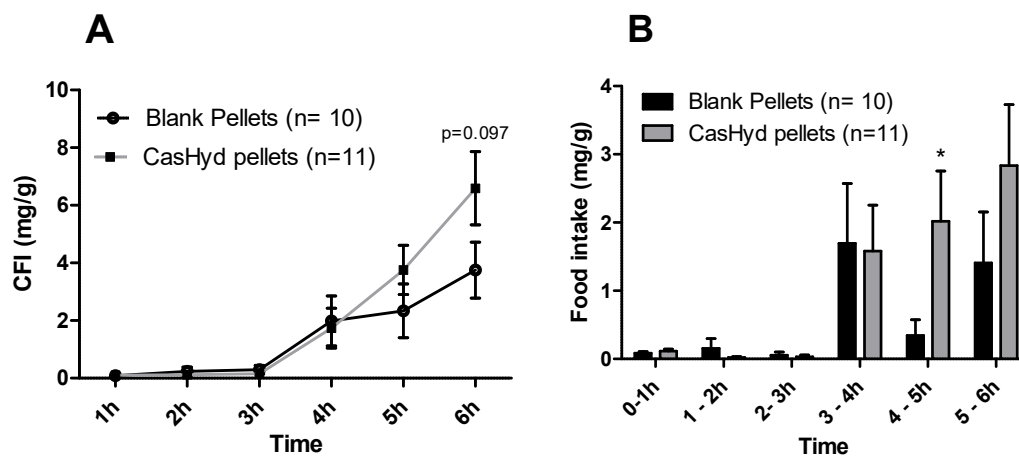 A
10
8
6
4
2
0
CFI (mg/g)
Blank Pellets (n= 10)
CasHyd pellets (n=11)
p=0.097
1h
2h
3h
4h
5h
6h
Time
B
4
3
2
1
0
Food intake (mg/g)
Blank Pellets (n= 10)
CasHyd pellets (n=11)
*
0-1h
1 - 2h
2- 3h
3 - 4h
4 - 5h
5 - 6h
Time